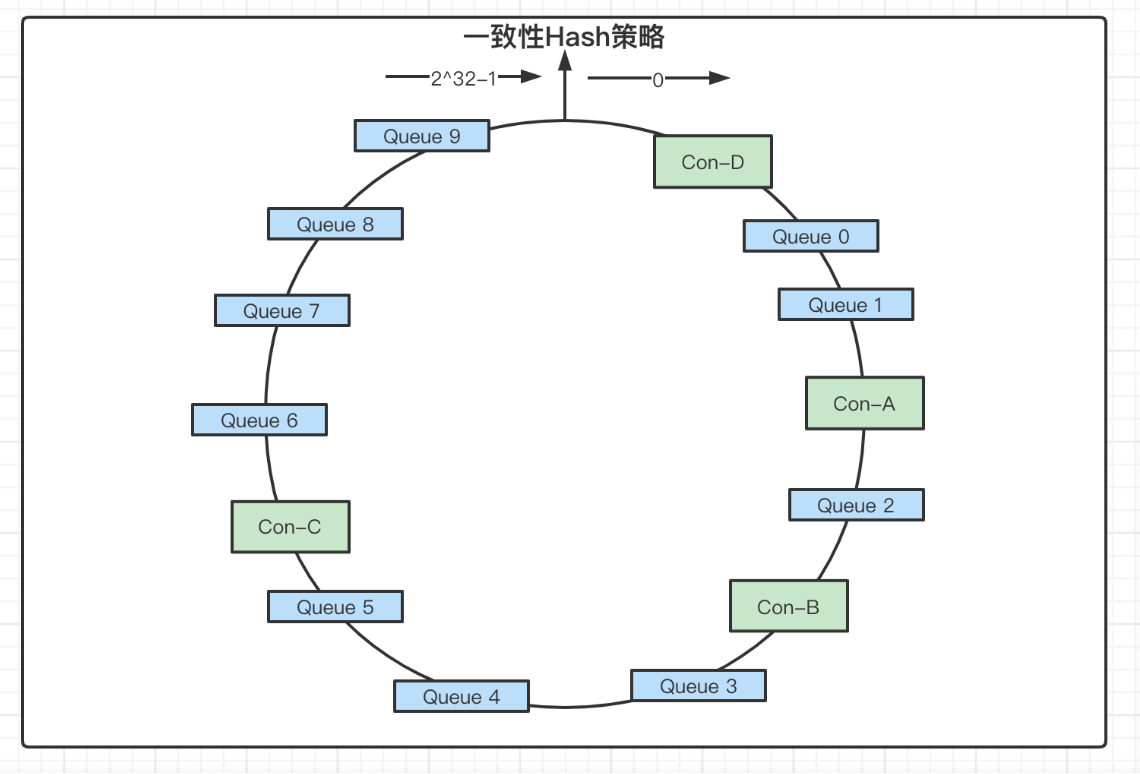 一致性Hash策略
2^32-1
0
Queue 9
Con-D
Queue 8
Queue 0
Queue 7
Queue 1
Con-A
Queue 6
Queue 2
Con-C
Queue 5
Con-B
Queue 4
Queue 3